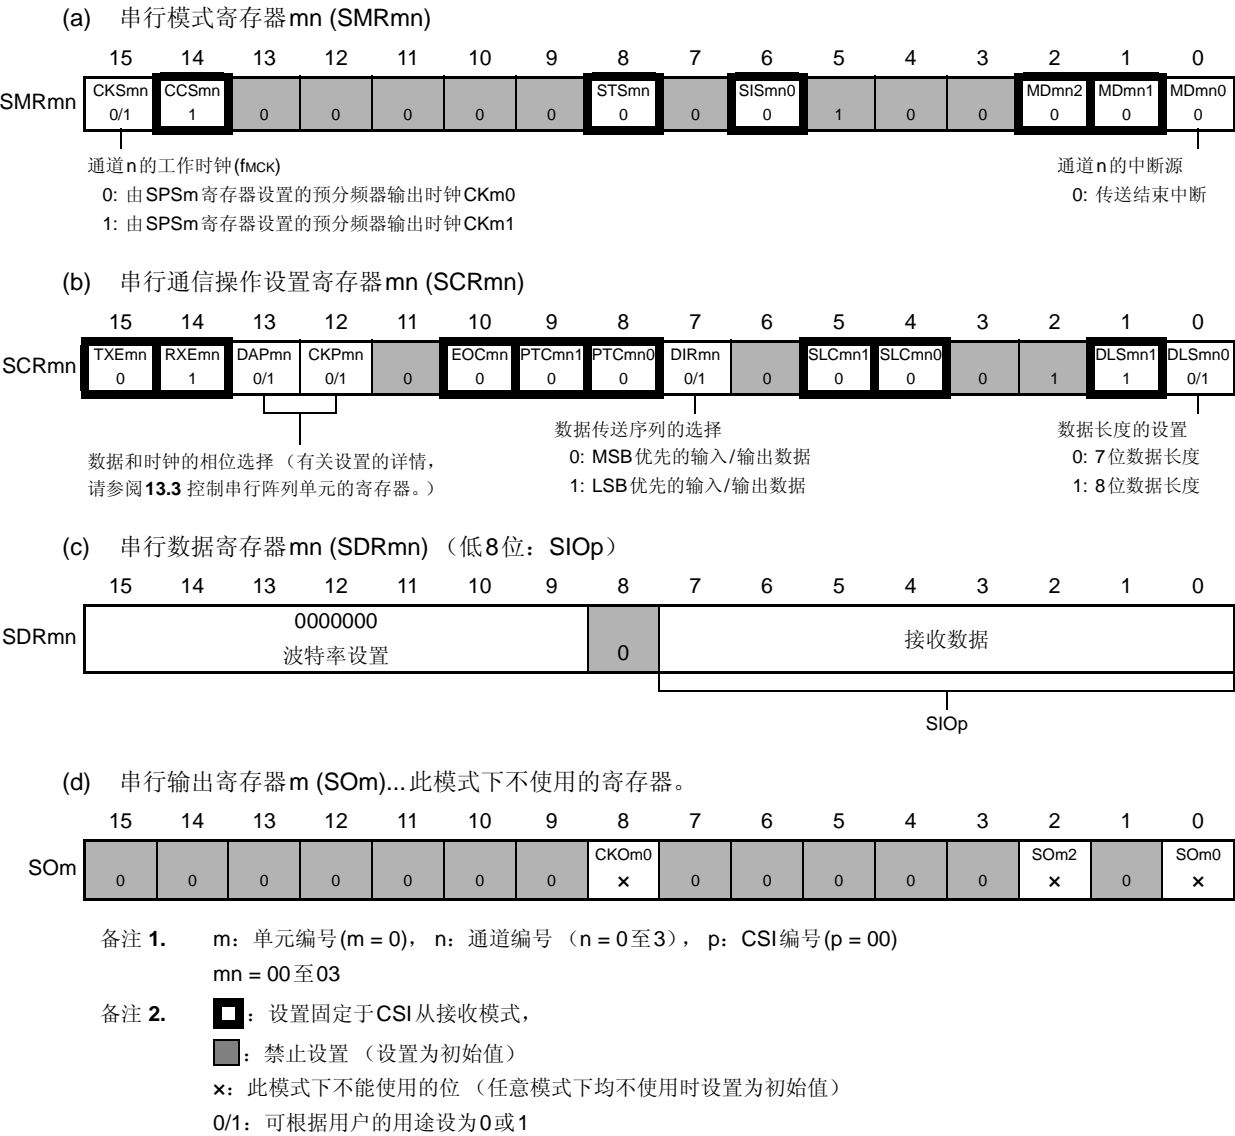 (a) 串行模式寄存器mn (SMRmn)
15 14 13 12 11 10 9 8 7 6 5 4 3 2 1 0
SMRmn
CKSmn CCSmn STSmn SISmn0 MDmn2 MDmn1 MDmn0
0/1 1 0 0 0 0 0 0 0 0 1 0 0 0 0 0
通道n的工作时钟(fMCK) 通道n的中断源
0: 由SPSm寄存器设置的预分频器输出时钟CKm0 0: 传送结束中断
1: 由SPSm寄存器设置的预分频器输出时钟CKm1
(b) 串行通信操作设置寄存器mn (SCRmn)
15 14 13 12 11 10 9 8 7 6 5 4 3 2 1 0
SCRmn
TXEmn RXEmn DAPmn CKPmn EOCmn PTCmn1 PTCmn0 DIRmn SLCmn1 SLCmn0 DLSmn1 DLSmn0
0 1 0/1 0/1 0 0 0 0 0/1 0 0 0 0 1 1 0/1
数据和时钟的相位选择 （有关设置的详情，
请参阅13.3 控制串行阵列单元的寄存器。）
数据传送序列的选择
0: MSB优先的输入/输出数据
1: LSB优先的输入/输出数据
数据长度的设置
0: 7位数据长度
1: 8位数据长度
(c) 串行数据寄存器mn (SDRmn) （低8位：SIOp）
15 14 13 12 11 10 9 8 7 6 5 4 3 2 1 0
SDRmn
0000000
波特率设置
0
接收数据
SIOp
(d) 串行输出寄存器m (SOm)...此模式下不使用的寄存器。
15 14 13 12 11 10 9 8 7 6 5 4 3 2 1 0
SOm
CKOm0 SOm2 SOm0
0 0 0 0 0 0 0 × 0 0 0 0 0 × 0 ×
备注 1. m：单元编号(m = 0)， n：通道编号 （n = 0至3）， p：CSI编号(p = 00)
mn = 00至03
备注 2. ：设置固定于CSI从接收模式，
：禁止设置 （设置为初始值）
×：此模式下不能使用的位 （任意模式下均不使用时设置为初始值）
0/1：可根据用户的用途设为0或1